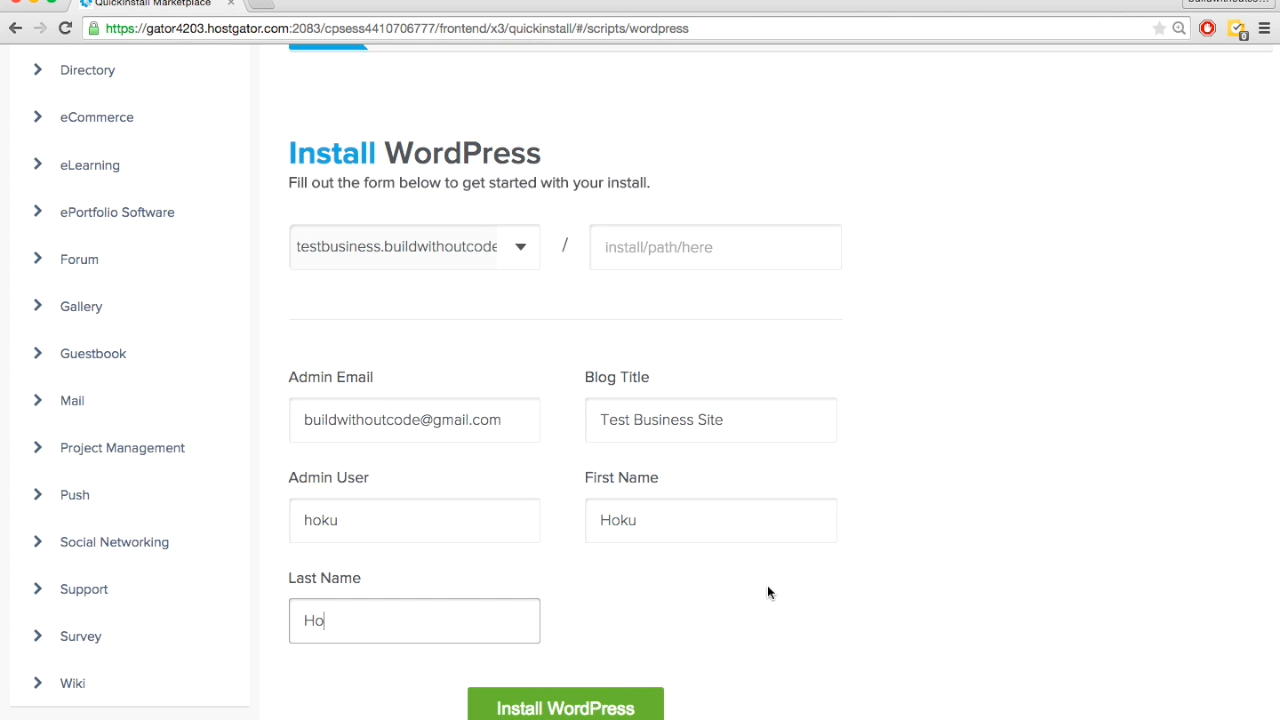 Quickinstall Marketplace
https://gator4203.hostgator.com:2083/cpsess4410706777/frontend/x3/quickinstall/#/scripts/wordpress
0
Directory
eCommerce
eLearning
ePortfolio Software
Forum
Gallery
Guestbook
Mail
Project Management
Push
Social Networking
Support
Survey
Wiki
Install WordPress
Fill out the form below to get started with your install.
testbusiness.buildwithoutcode
/
install/path/here
Admin Email
Blog Title
buildwithoutcode@gmail.com
Test Business Site
Admin User
First Name
hoku
Hoku
Last Name
Ho
Install WordPress